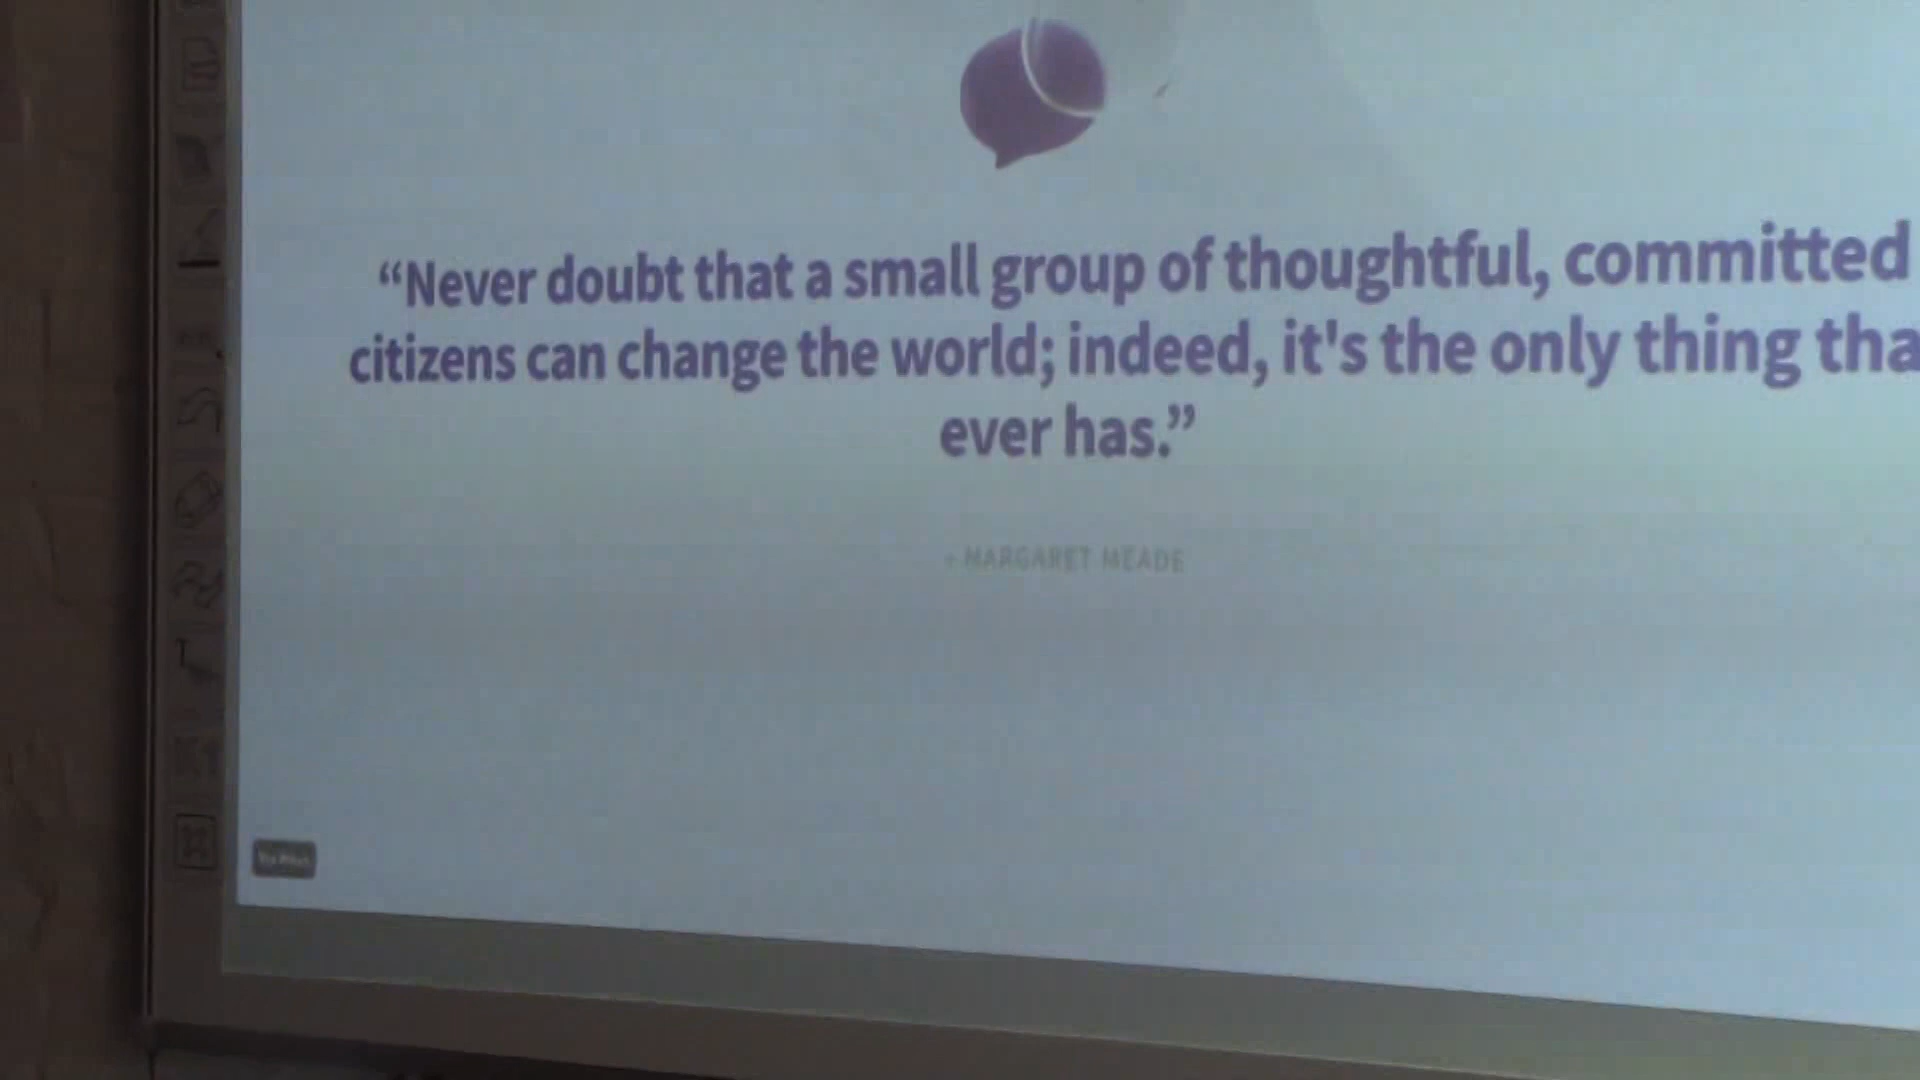 “Never doubt that a small group of thoughtful, committed
citizens can change the world; indeed, it's the only thing tha
ever has.”
- MARGARET MEADE